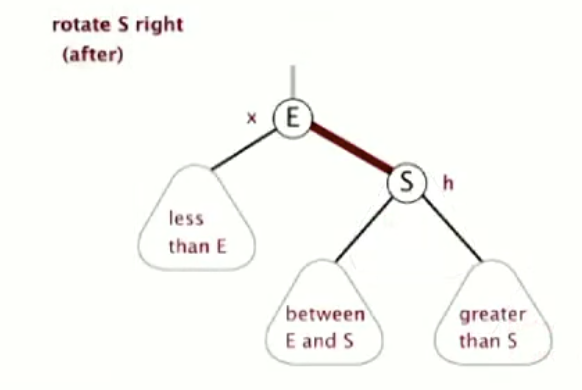 rotate S right
(after)
x
E
S
h
less
than E
between
E and S
greater
than S